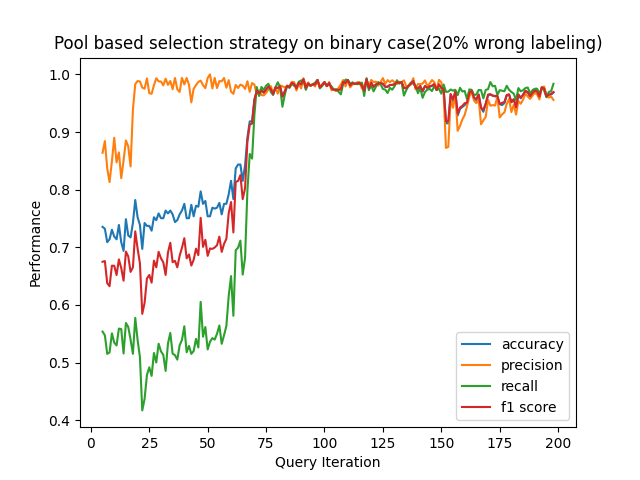 Pool based selection strategy on binary case(20% wrong labeling)
1.0
0.9
0.8
0.7
0.6
0.5
0.4
Performance
0
25
50
75
100
125
150
175
200
Query Iteration
accuracy
precision
recall
f1 score